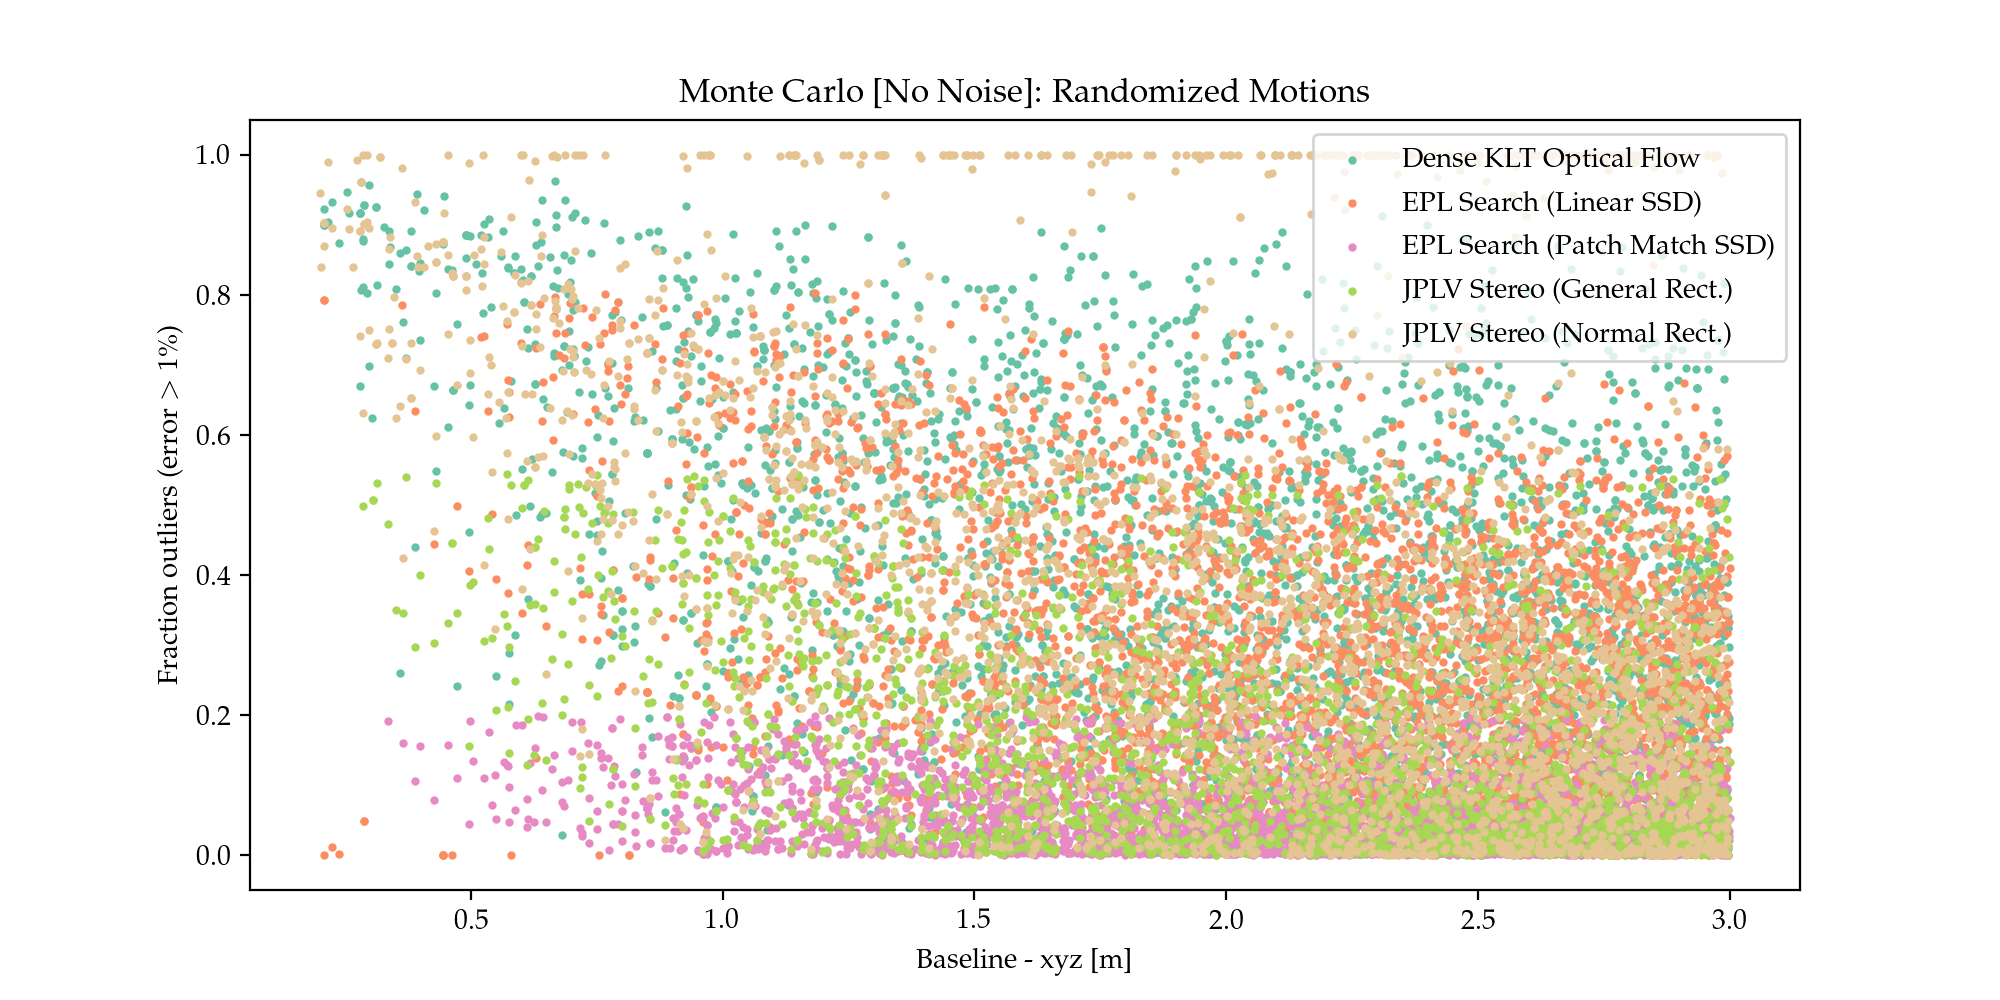 Monte Carlo [No Noise]: Randomized Motions
Fraction outliers (error > 1%)
1.0
0.8
0.6
0.4
0.2
0.0
Dense KLT Optical Flow
EPL Search (Linear SSD)
EPL Search (Patch Match SSD)
JPLV Stereo (General Rect.)
JPLV Stereo (Normal Rect.)
0.5 1.0 1.5 2.0 2.5 3.0
Baseline - xyz [m]